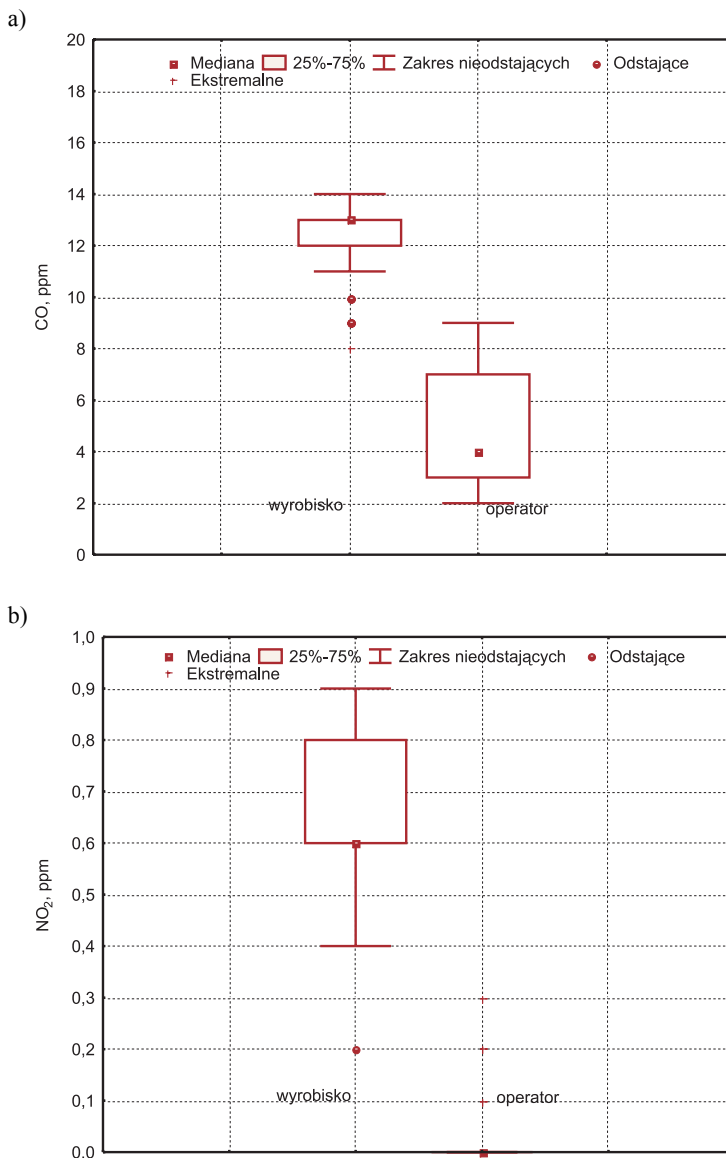 a)
20
18
16
14
12
10
8
6
4
2
0
CO, ppm
Mediana 25%-75% Zakres nieodstających Odstające
Ekstremalne
wyrobisko operator
b)
1,0
0,9
0,8
0,7
0,6
0,5
0,4
0,3
0,2
0,1
0,0
NO₂, ppm
Mediana 25%-75% Zakres nieodstających Odstające
Ekstremalne
wyrobisko operator